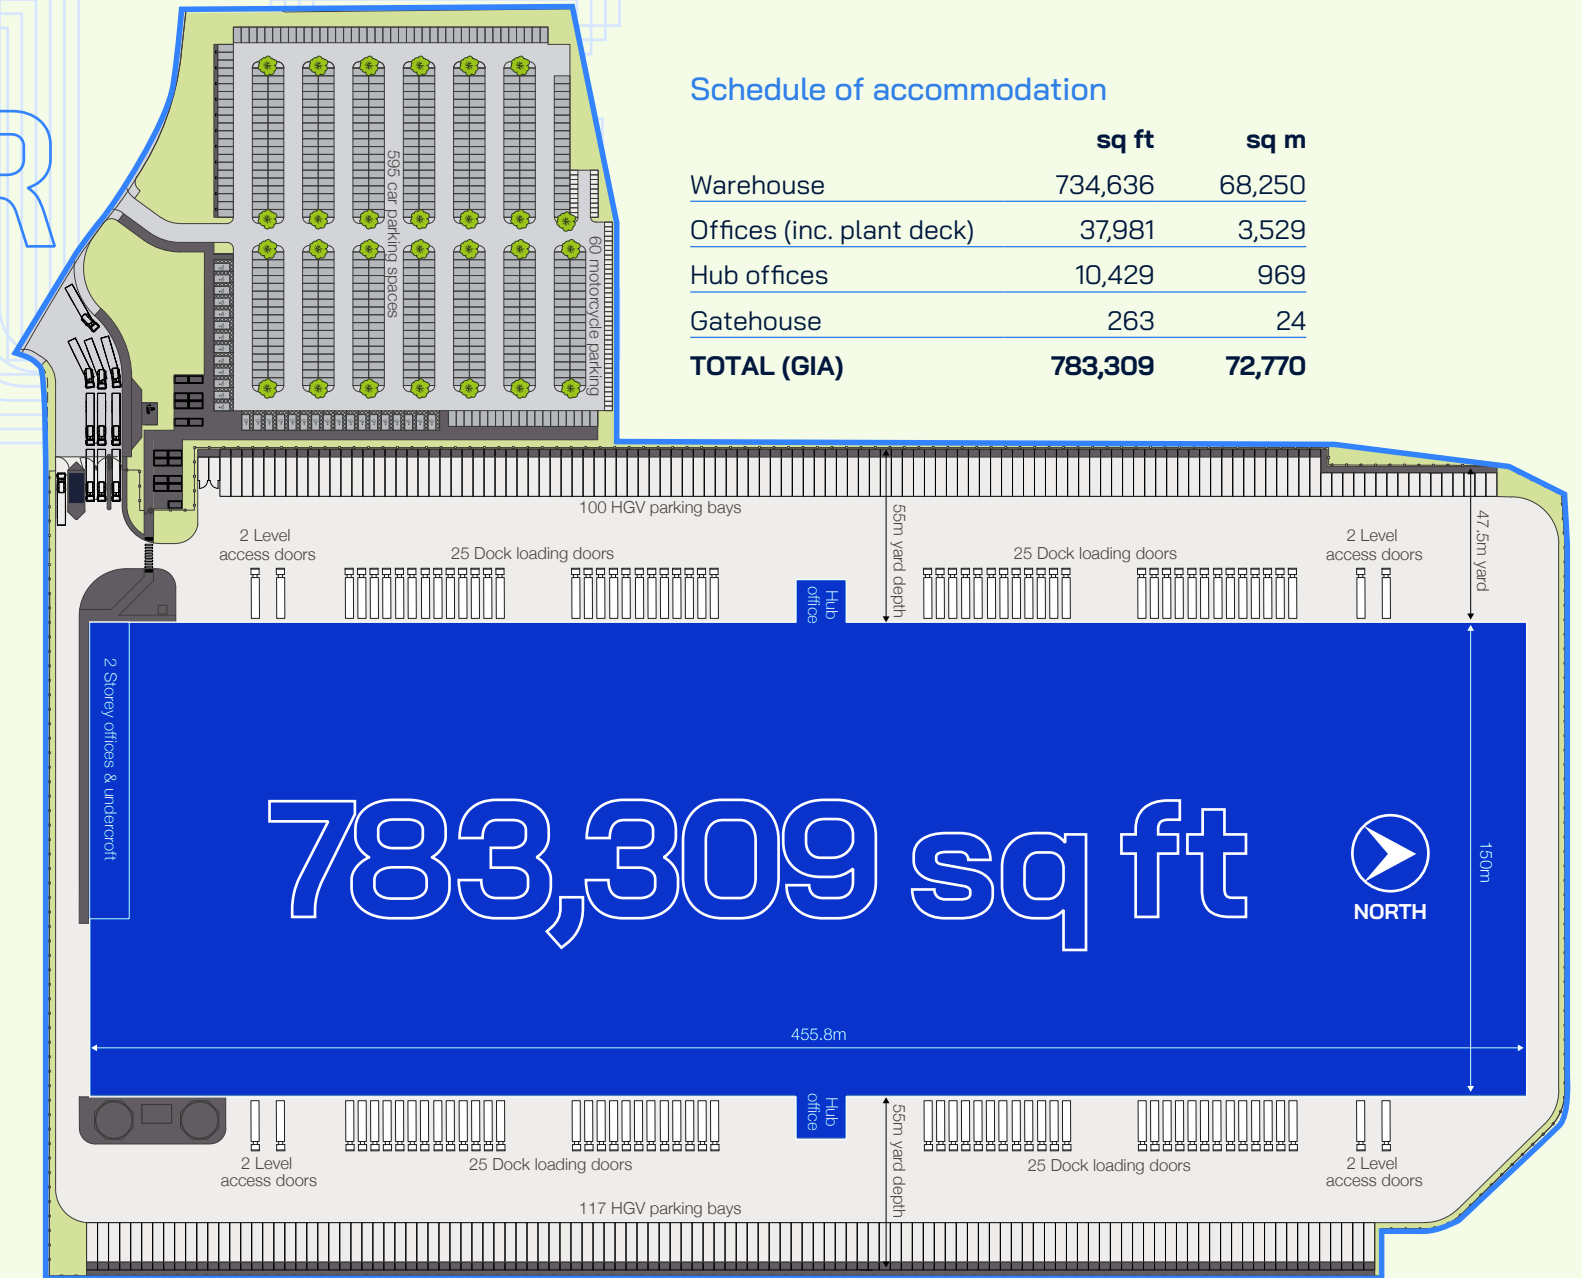 R
Schedule of accommodation
sq ft sq m
Warehouse 734,636 68,250
Offices (inc. plant deck) 37,981 3,529
Hub offices 10,429 969
Gatehouse 263 24
TOTAL (GIA) 783,309 72,770
595 car parking spaces
60 motorcycle parking
100 HGV parking bays
55m yard depth
47.5m yard
2 Level
access doors
25 Dock loading doors
25 Dock loading doors
2 Level
access doors
Hub
office
2 Storey offices & undercroft
783,309 sq ft
NORTH
150m
455.8m
Hub
office
55m yard depth
2 Level
access doors
25 Dock loading doors
25 Dock loading doors
2 Level
access doors
117 HGV parking bays